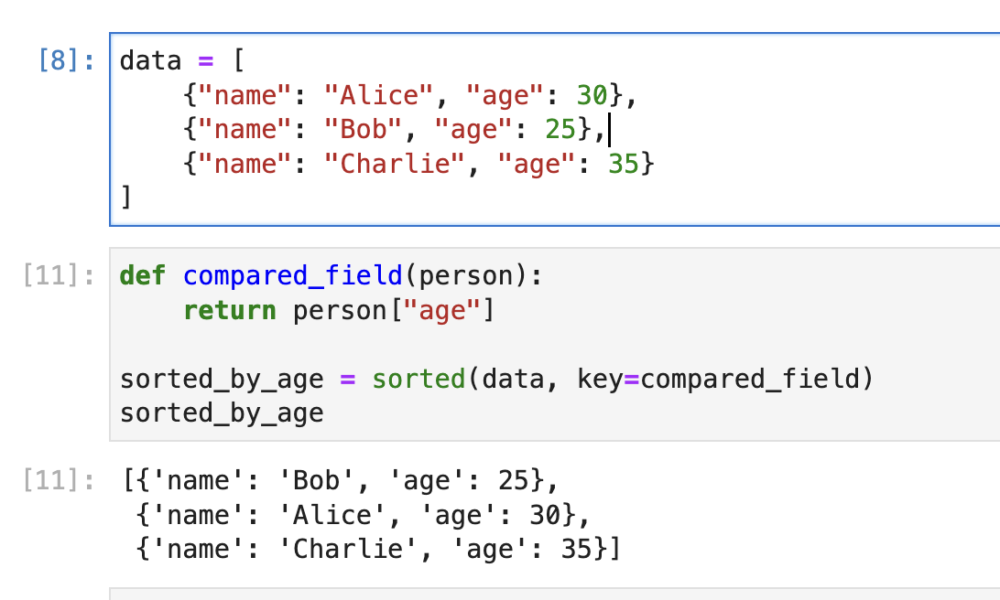 [8]: data = [
    {"name": "Alice", "age": 30},
    {"name": "Bob", "age": 25},
    {"name": "Charlie", "age": 35}
]
[11]: def compared_field(person):
    return person["age"]

sorted_by_age = sorted(data, key=compared_field)
sorted_by_age
[11]: [{'name': 'Bob', 'age': 25},
 {'name': 'Alice', 'age': 30},
 {'name': 'Charlie', 'age': 35}]